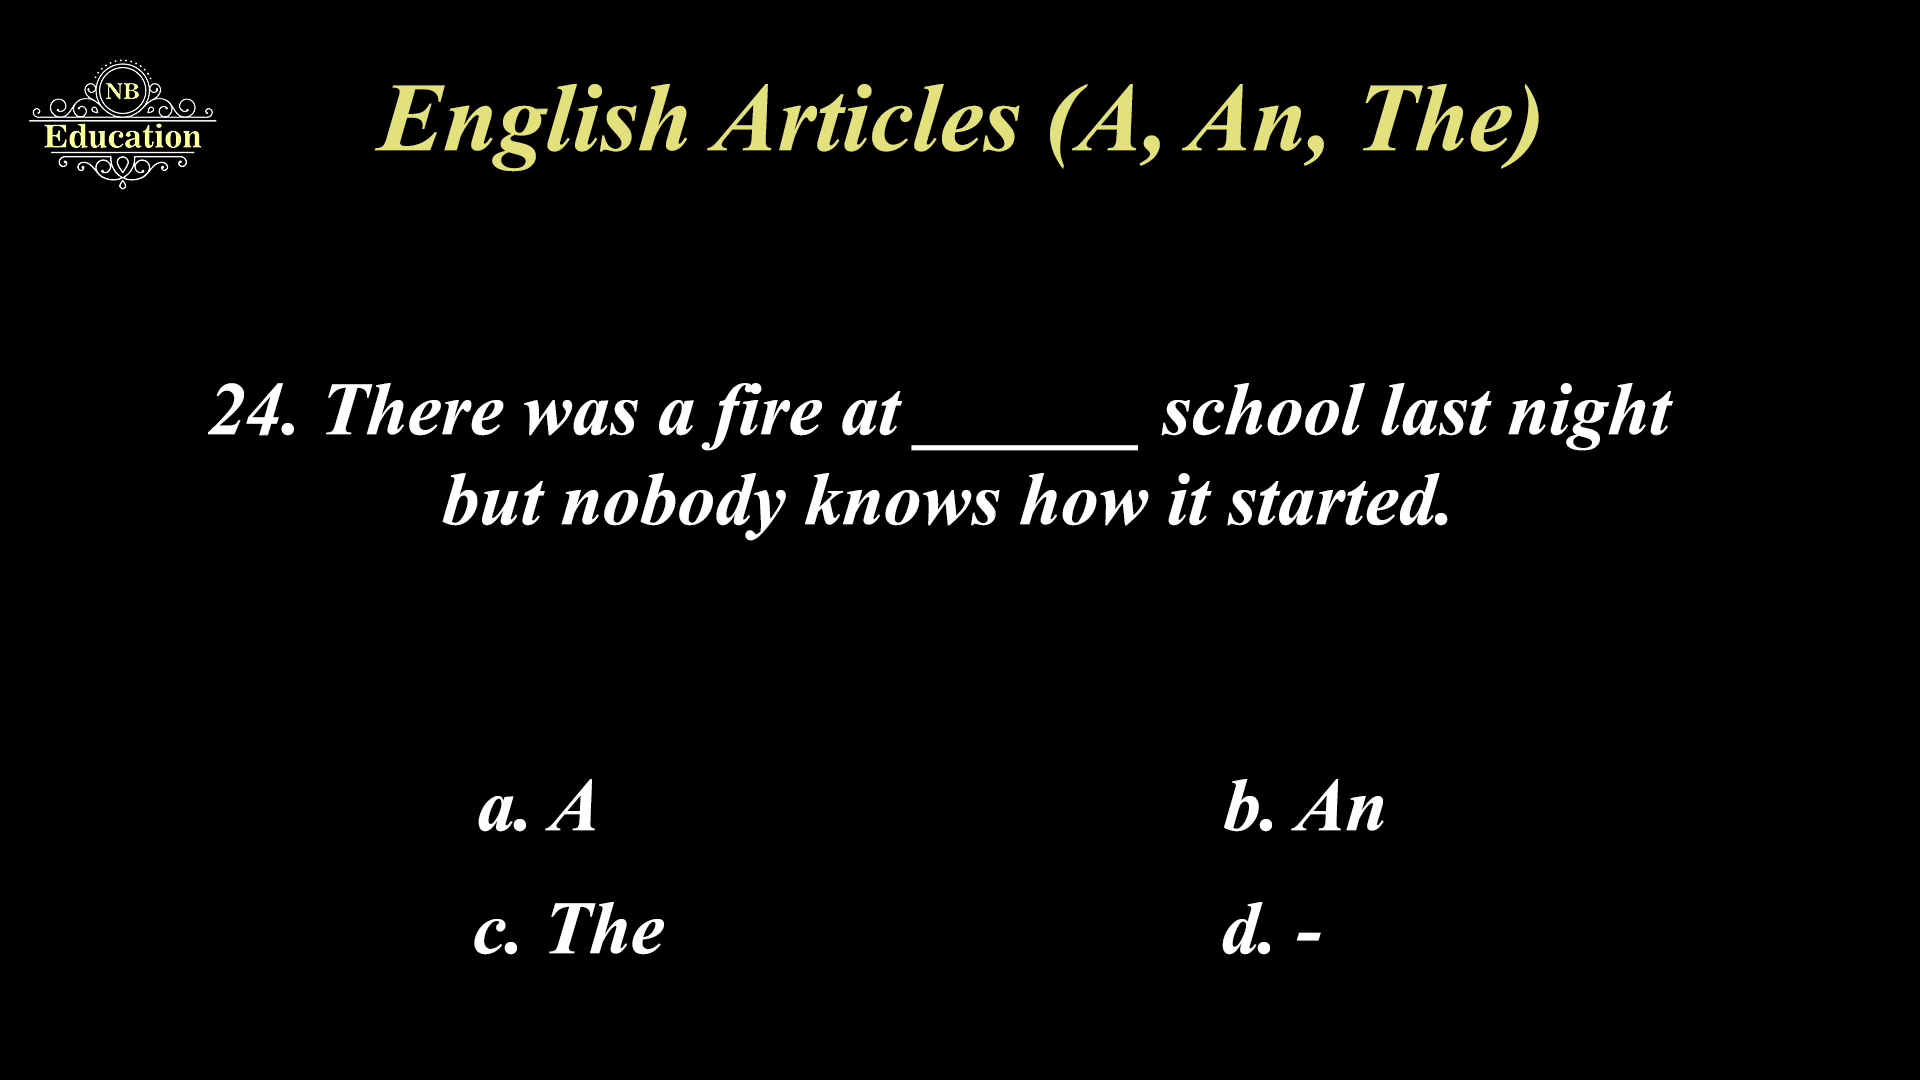 NB
Education
English Articles (A, An, The)
24. There was a fire at ______ school last night
but nobody knows how it started.
a. A
b. An
c. The
d. -